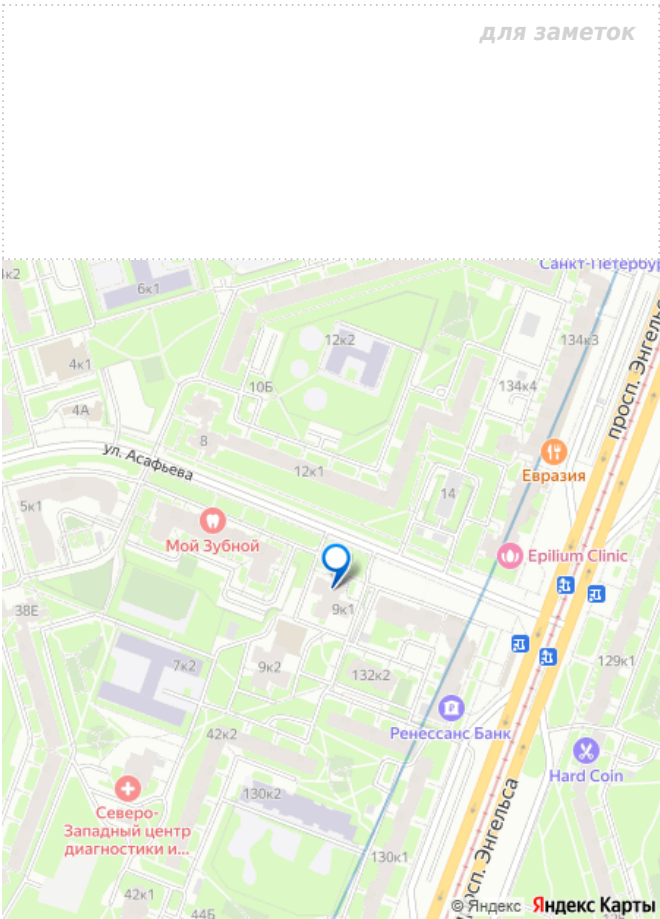 для заметок
Санкт-Петербур
к2
6к1
134к3
просп. Энгельс
12к2
4к1
10Б
134к4
4А
8
ул. Асафьева
12к1
Евразия
14
5к1
Мой Зубной
Epilium Clinic
38Е
9к1
129к1
7к2
9к2
132к2
42к2
Ренессанс Банк
Hard Coin
130к2
Северо-
Западный центр
диагностики и...
просп. Энгельса
130к1
42к1
44Б
© Яндекс Яндекс Карты